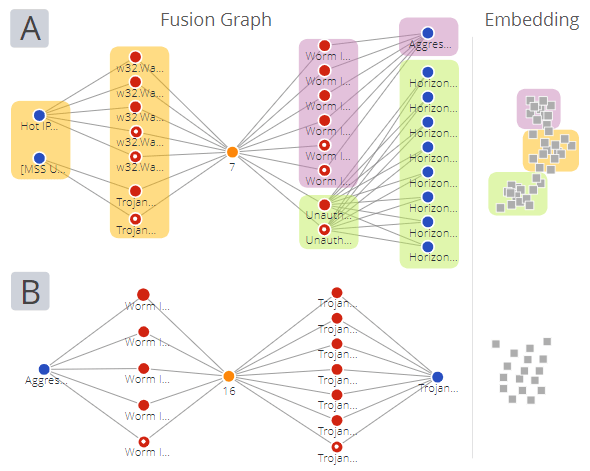 Fusion Graph
Embedding
A
Hot IP...
[MSS U...
w32.Wa...
w32.Wa...
w32.Wa...
w32.Wa...
w32.Wa...
Trojan...
Trojan...
7
Worm I...
Worm I...
Worm I...
Worm I...
Worm I...
Worm I...
Unauth...
Unauth...
Aggres...
Horizon...
Horizon...
Horizon...
Horizon...
Horizon...
Horizon...
Horizon...
Horizon...
B
Aggres...
Worm I...
Worm I...
Worm I...
Worm I...
Worm I...
16
Trojan...
Trojan...
Trojan...
Trojan...
Trojan...
Trojan...
Trojan...
Trojan...